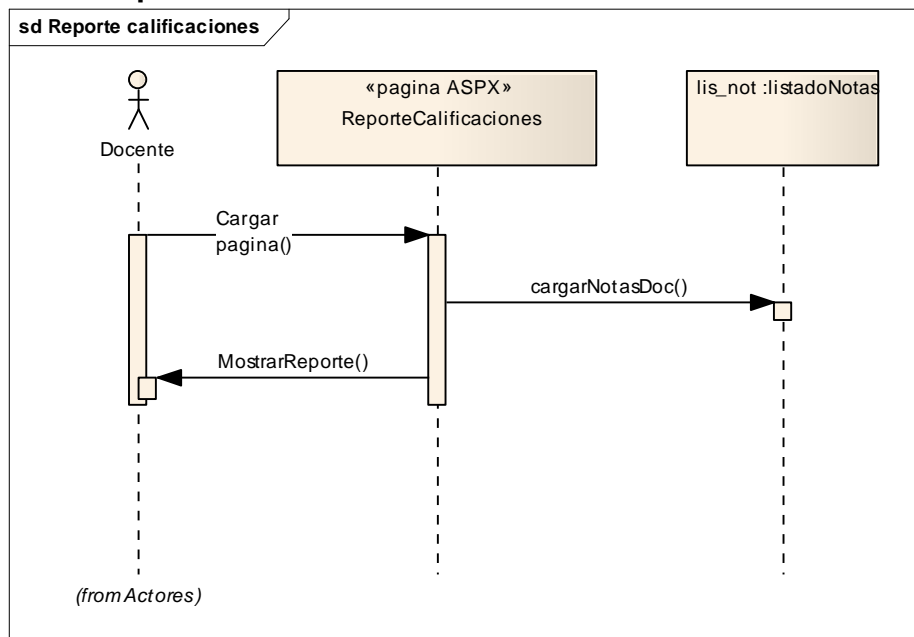 sd Reporte calificaciones
«pagina ASPX»
ReporteCalificaciones
lis_not :listadoNotas
Docente
Cargar
pagina()
cargarNotasDoc()
MostrarReporte()
(from Actores)